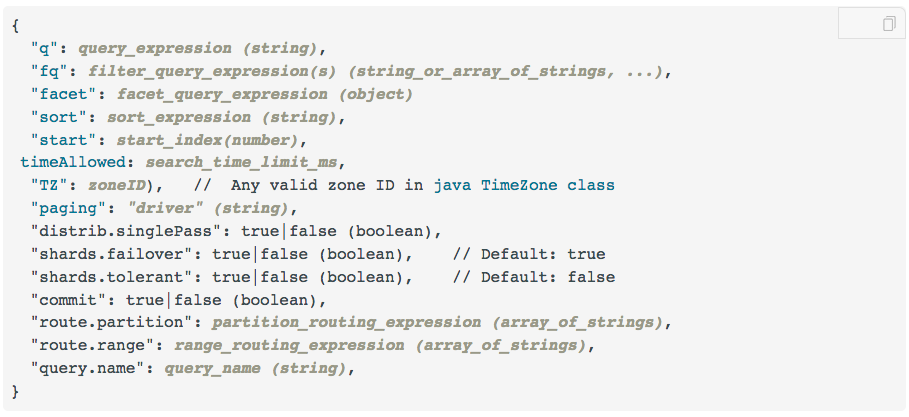 {
"q": query_expression (string),
"fq": filter_query_expression(s) (string_or_array_of_strings, ...),
"facet": facet_query_expression (object)
"sort": sort_expression (string),
"start": start_index(number),
timeAllowed: search_time_limit_ms,
"TZ": zoneID), // Any valid zone ID in java TimeZone class
"paging": "driver" (string),
"distrib.singlePass": true|false (boolean),
"shards.failover": true|false (boolean), // Default: true
"shards.tolerant": true|false (boolean), // Default: false
"commit": true|false (boolean),
"route.partition": partition_routing_expression (array_of_strings),
"route.range": range_routing_expression (array_of_strings),
"query.name": query_name (string),
}